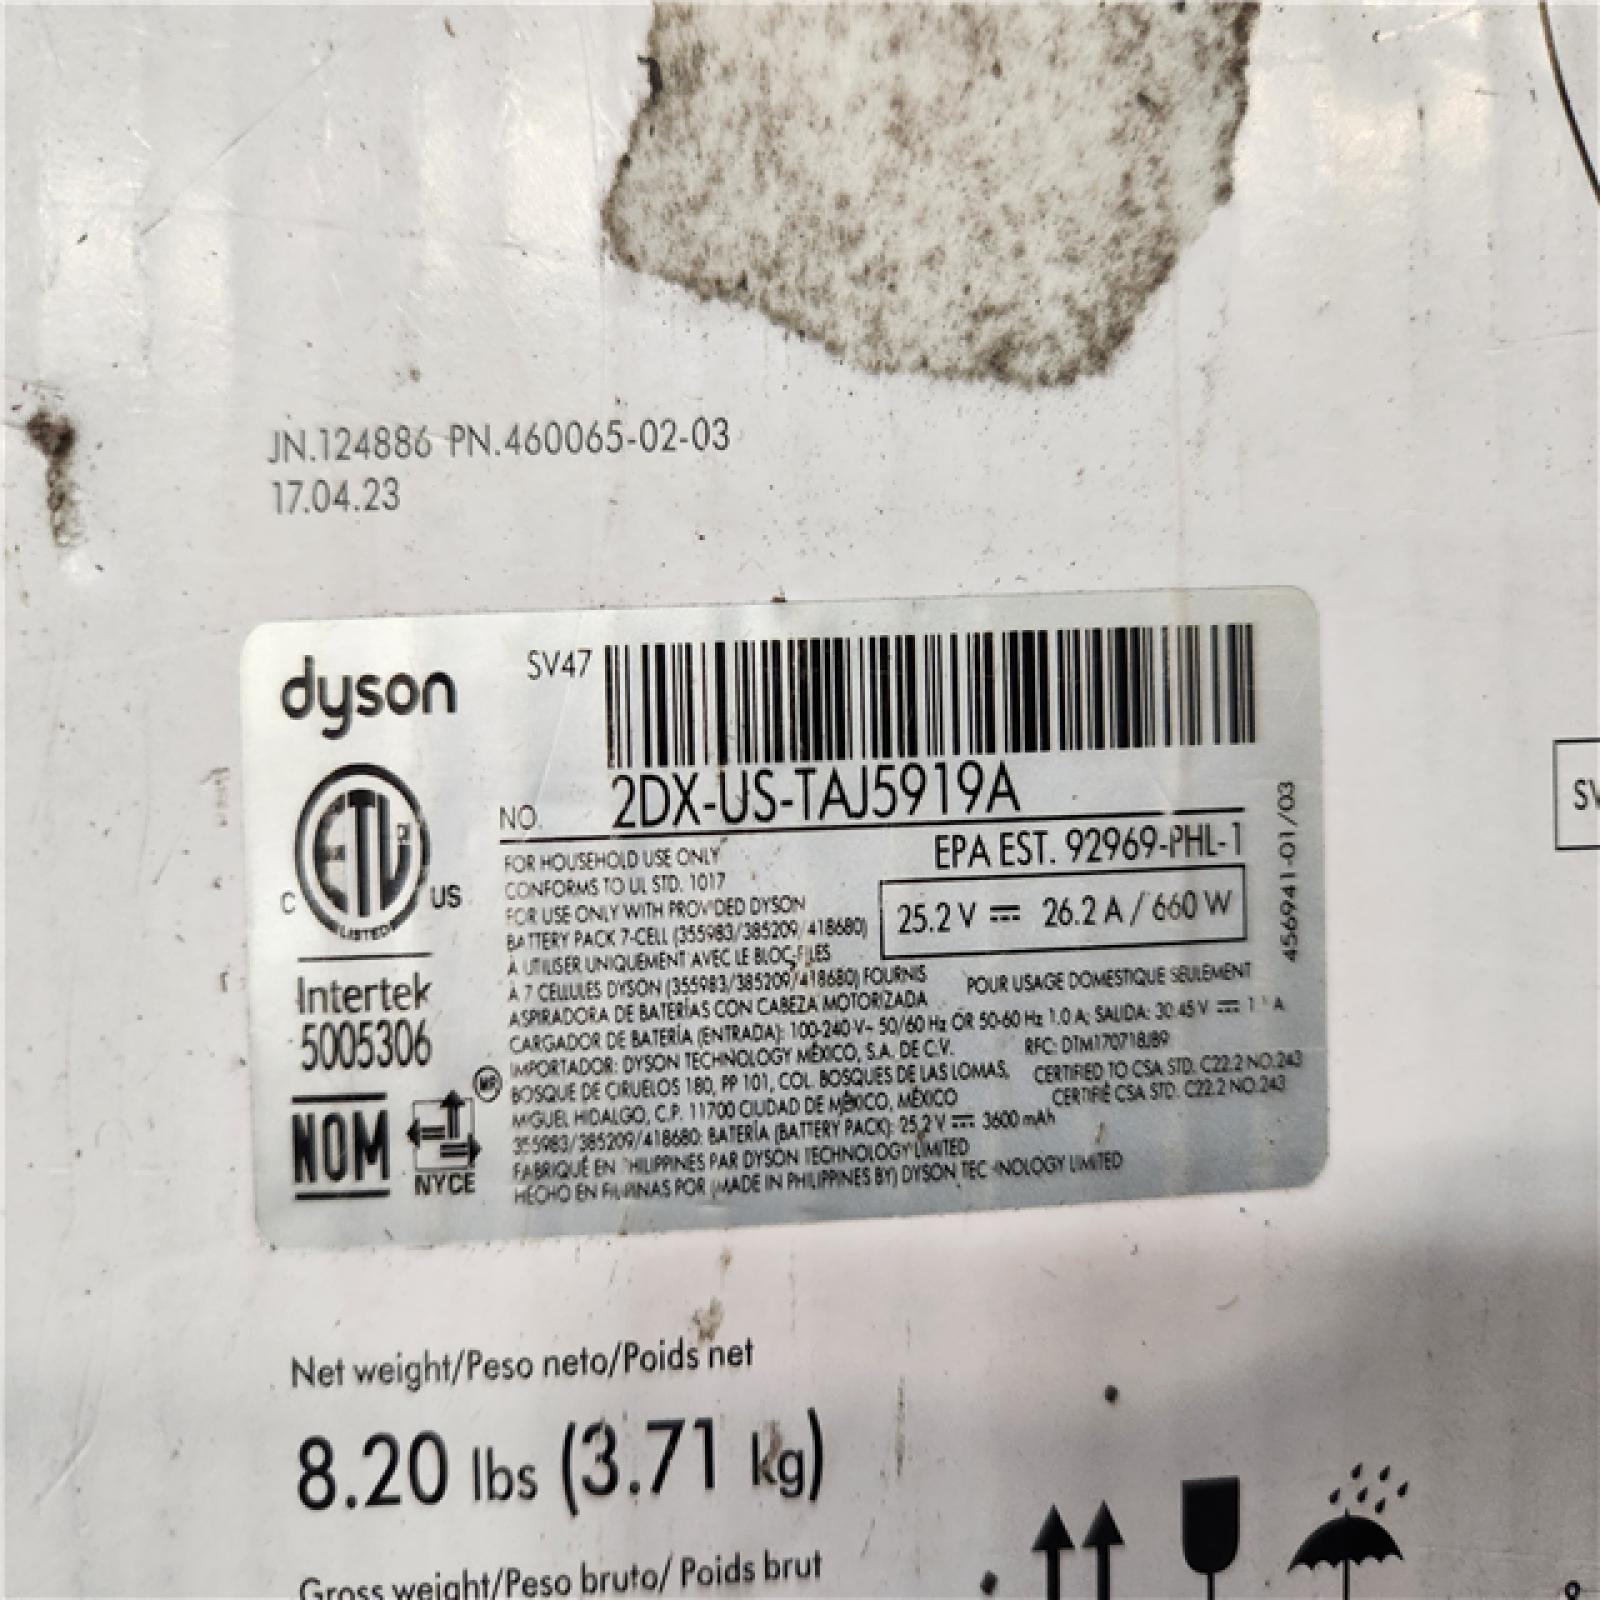 JN.124886 PN.460065-02-03
17.04.23
dyson
SV47
NO. 2DX-US-TAJ5919A
EPA EST. 92969-PHL-1
25.2 V 26.2 A / 660 W
456941-01/03
C ETL US
LISTED
Intertek
5005306
NOM
NYCE
MR
FOR HOUSEHOLD USE ONLY
CONFORMS TO UL STD. 1017
FOR USE ONLY WITH PROVIDED DYSON
BATTERY PACK 7-CELL (355983/385209/418680)
À UTILISER UNIQUEMENT AVEC LE BLOC-PILES
À 7 CELLULES DYSON (355983/385209/418680) FOURNIS
POUR USAGE DOMESTIQUE SEULEMENT
ASPIRADORA DE BATERÍAS CON CABEZA MOTORIZADA
CARGADOR DE BATERÍA (ENTRADA): 100-240 V~ 50/60 Hz OR 50-60 Hz 1.0 A; SALIDA: 30.45 V A
IMPORTADOR: DYSON TECHNOLOGY MÉXICO, S.A. DE C.V. RFC: DTM170718JB9
BOSQUE DE CIRUELOS 180, PP 101, COL. BOSQUES DE LAS LOMAS, CERTIFIED TO CSA STD. C22.2 NO.243
MIGUEL HIDALGO, C.P. 11700 CIUDAD DE MÉXICO, MÉXICO CERTIFIÉ CSA STD. C22.2 NO.243
355983/385209/418680: BATERÍA (BATTERY PACK): 25.2 V 3600 mAh
FABRIQUÉ EN PHILIPPINES PAR DYSON TECHNOLOGY LIMITED
HECHO EN FILIPINAS POR (MADE IN PHILIPPINES BY) DYSON TECHNOLOGY LIMITED
Net weight/Peso neto/Poids net
8.20 lbs (3.71 kg)
Gross weight/Peso bruto/ Poids brut